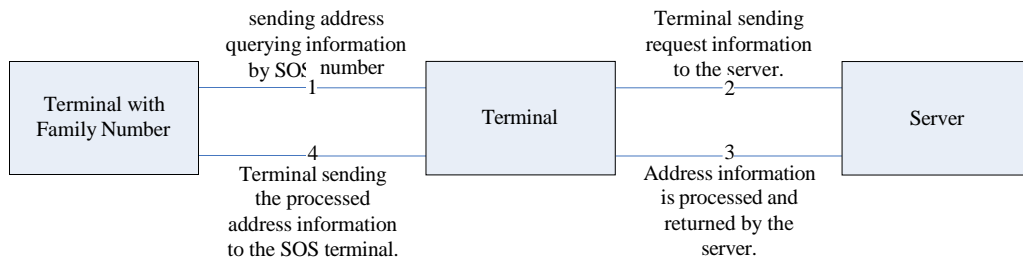 sending address
querying information
by SOS number
1
Terminal sending
request information
to the server.
2
Terminal with
Family Number
Terminal
Server
4
Terminal sending
the processed
address information
to the SOS terminal.
3
Address information
is processed and
returned by the
server.